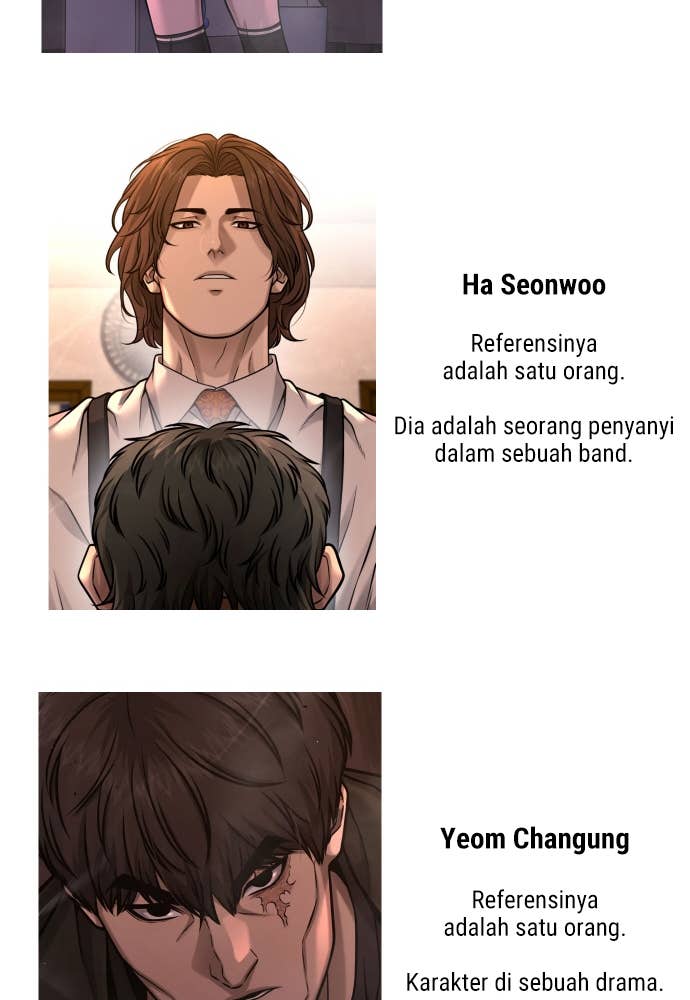 Ha Seonwoo
Referensinya
adalah satu orang.
Dia adalah seorang penyanyi
dalam sebuah band.
Yeom Changung
Referensinya
adalah satu orang.
Karakter di sebuah drama.